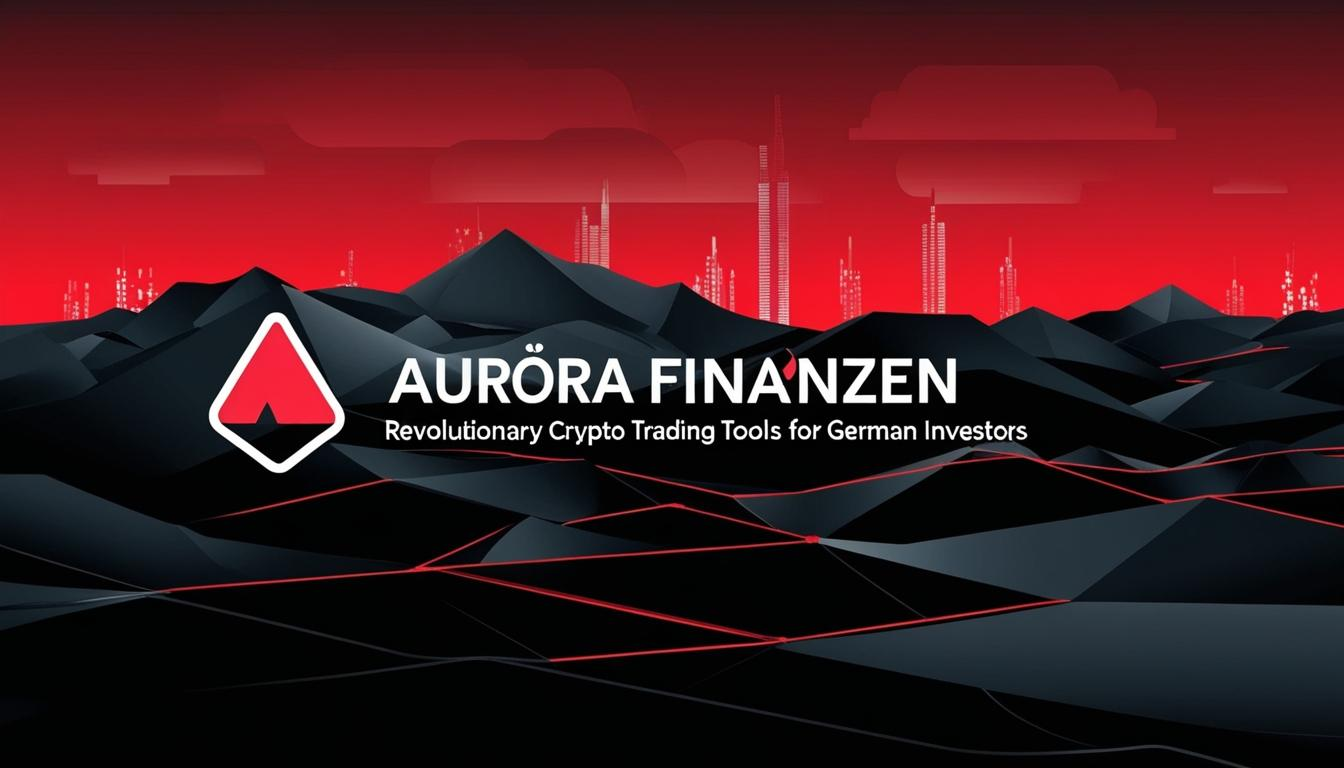 AURÖRA FINA'NZEN
Revolutionary Crypto Trading Tools for German Investors